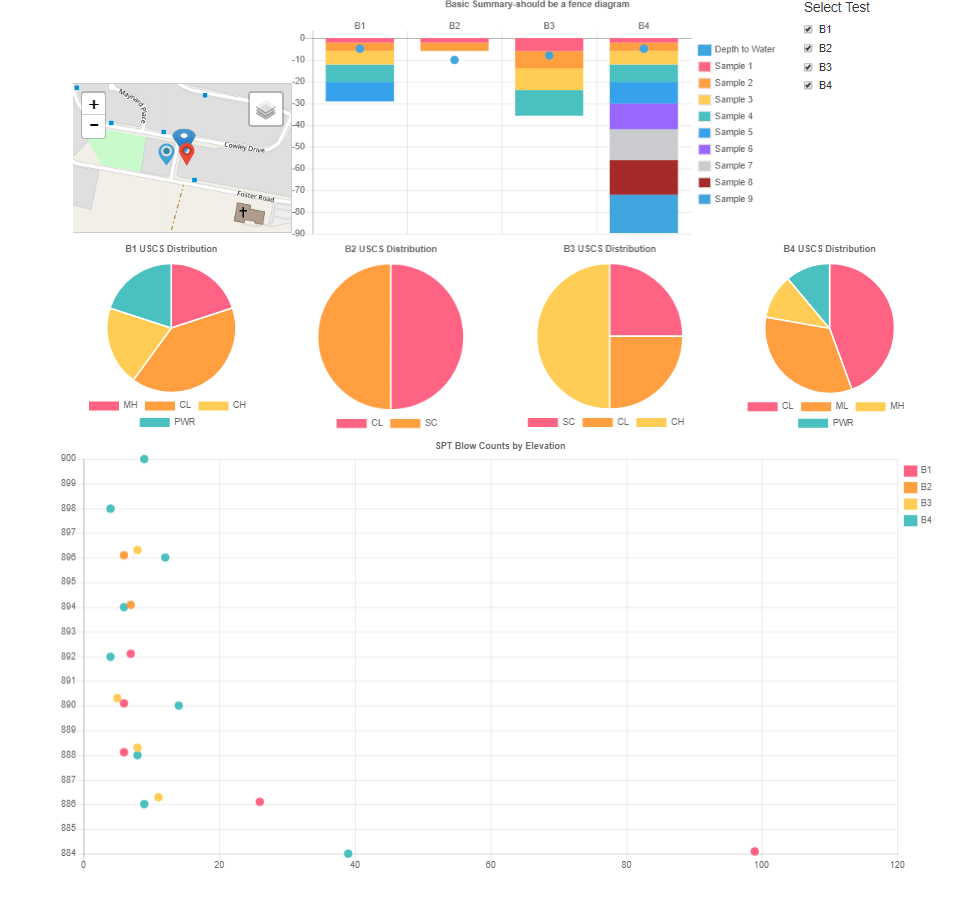 Basic Summary-should be a fence diagram
Select Test
B1
B2
B3
B4
B1 B2 B3 B4
0
-10
-20
-30
-40
-50
-60
-70
-80
-90
Depth to Water
Sample 1
Sample 2
Sample 3
Sample 4
Sample 5
Sample 6
Sample 7
Sample 8
Sample 9
+
-
Maynard Place
Cowley Drive
Foster Road
B1 USCS Distribution
MH CL CH
PWR
B2 USCS Distribution
CL SC
B3 USCS Distribution
SC CL CH
B4 USCS Distribution
CL ML MH
PWR
SPT Blow Counts by Elevation
900
899
898
897
896
895
894
893
892
891
890
889
888
887
886
885
884
0 20 40 60 80 100 120
B1
B2
B3
B4